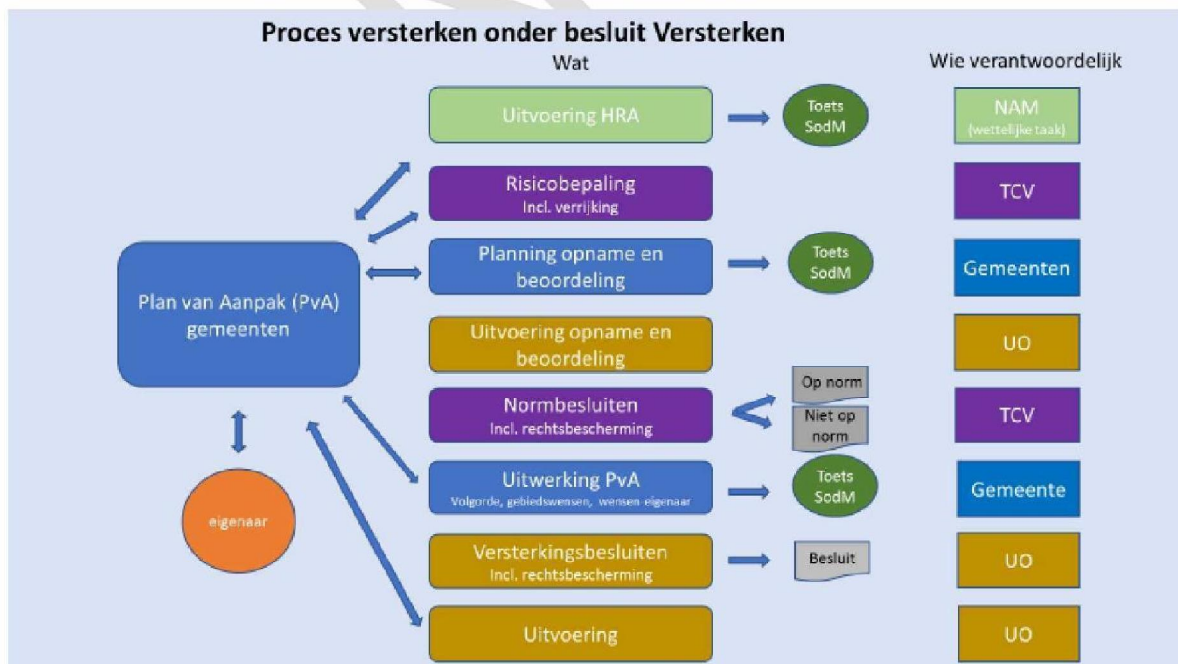 Proces versterken onder besluit Versterken
Wat
Wie verantwoordelijk
Uitvoering HRA
Toets
SodM
NAM
(wettelijke taak)
Risicobepaling
Incl. verrijking
TCV
Planning opname en
beoordeling
Toets
SodM
Gemeenten
Plan van Aanpak (PvA)
gemeenten
Uitvoering opname en
beoordeling
UO
Normbesluiten
Incl. rechtsbescherming
Op norm
Niet op
norm
TCV
eigenaar
Uitwerking PvA
Volgorde, gebiedswensen, wensen eigenaar
Toets
SodM
Gemeente
Versterkingsbesluiten
Incl. rechtsbescherming
Besluit
UO
Uitvoering
UO